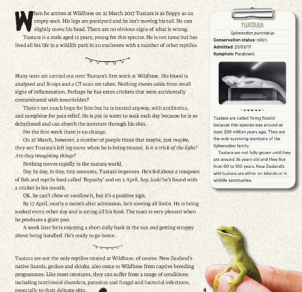 When he arrives at Wildbase on 21 March 2017 Tuatara is as floppy as an
empty sock. His legs are paralysed and he isn't moving his tail. He can
slightly move his head. There are no obvious signs of what is wrong.
Tuatara is a male aged 11 years, young for this species. He is not tame but has
lived all his life in a wildlife park in an enclosure with a number of other reptiles.
Many tests are carried out over Tuatara's first week at Wildbase. His blood is
analysed and X-rays and a CT scan are taken. Nothing shows aside from small
signs of inflammation. Perhaps he has eaten crickets that were accidentally
contaminated with insecticides?
There's not much hope for him but he is treated anyway, with antibiotics,
and morphine for pain relief. He is put in water to soak each day because he is so
dehydrated and can absorb the moisture through his skin.
For the first week there is no change.
On 27 March, however, a number of people think that maybe, just maybe,
they see Tuatara's left leg move when he is being treated. Is it a trick of the light?
Are they imagining things?
Nothing moves rapidly in the tuatara world.
Day by day, in tiny, tiny amounts, Tuatara improves. He's fed about a teaspoon
of fish and reptile food called 'Repashy' and on 2 April, hey, look! he's found with
a cricket in his mouth.
OK, he can't chew or swallow it, but it's a positive sign.
By 17 April, nearly a month after admission, he's moving all limbs. He is being
soaked every other day and is eating all his food. The team is very pleased when
he produces a giant poo.
A week later he is enjoying a short daily bask in the sun and getting stroppy
about being handled. He's ready to go home.
Tuatara are not the only reptiles treated at Wildbase, of course. New Zealand's
native lizards, geckos and skinks, also come to Wildbase from captive breeding
programmes. Like most creatures, they can suffer from a range of conditions
including nutritional disorders, parasites and fungal and bacterial infections,
especially to their delicate skin.
TUATARA
Sphenodon punctatus
Conservation status: relict.
Admitted: 2003/17
Symptom: Paralysed.
Tuatara are called 'living fossils'
because this species was around at
least 200 million years ago. They are
the only surviving members of the
Sphenodontia order.
Tuatara are not fully grown until they
are around 35 years old and they live
from 60 to 100 years. New Zealand's
wild tuatara are either on islands or in
wildlife sanctuaries.